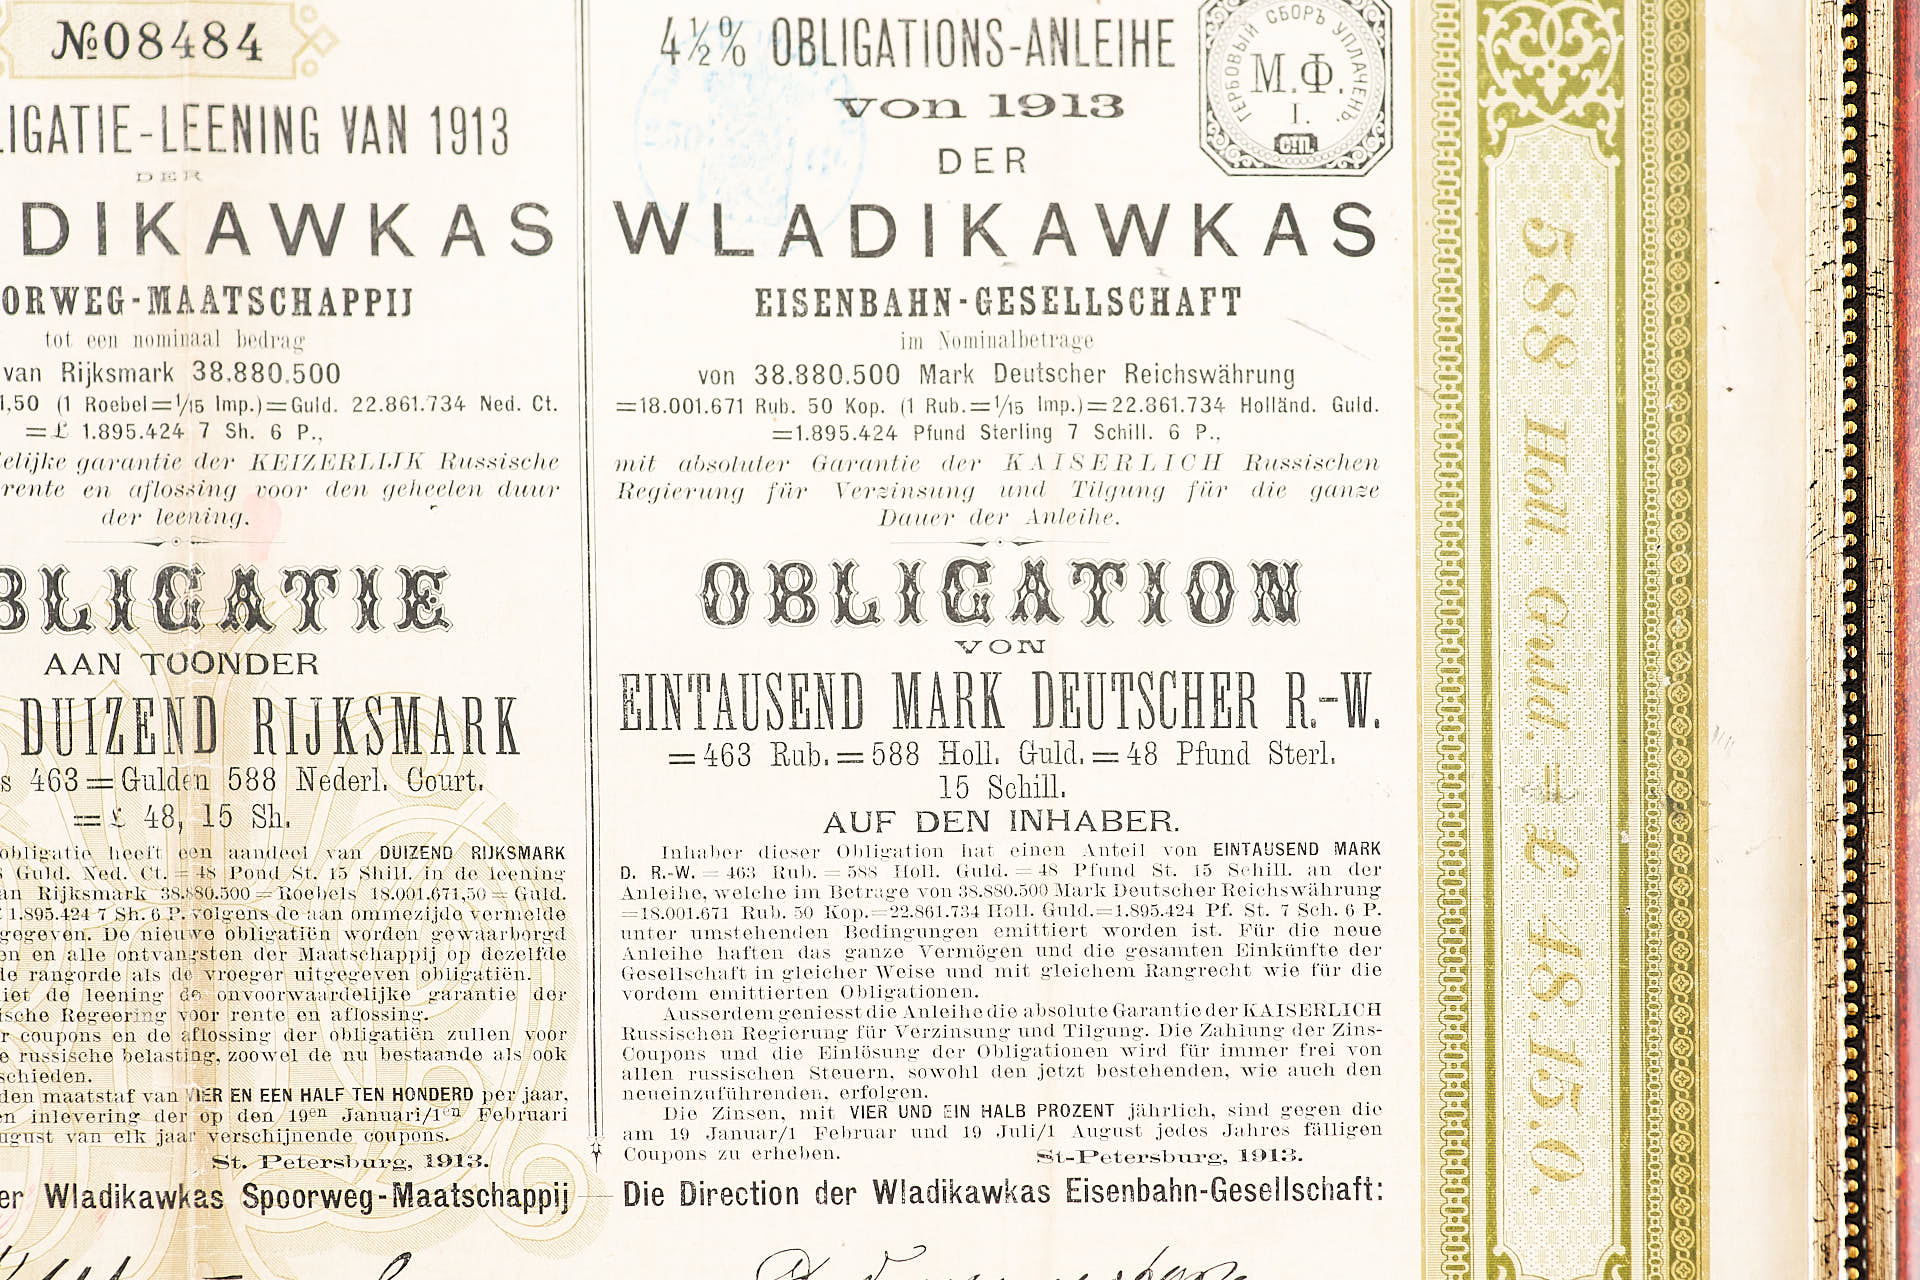 №08484
LIGATIE-LEENING VAN 1913
DER
DIKAWKAS
ORWEG-MAATSCHAPPIJ
tot een nominaal bedrag
van Rijksmark 38.880.500
1,50 (1 Roebel=1/15 Imp.)=Guld. 22.861.734 Ned. Ct.
=£ 1.895.424 7 Sh. 6 P.,
elijke garantie der KEIZERLIJK Russische
rente en aflossing voor den geheelen duur
der leening.
BLIGATIE
AAN TOONDER
DUIZEND RIJKSMARK
s 463=Gulden 588 Nederl. Court.
=£ 48, 15 Sh.
obligatie heeft een aandeel van DUIZEND RIJKSMARK
Guld. Ned. Ct. = 48 Pond St. 15 Shill. in de leening
an Rijksmark 38.880.500=Roebels 18.001.671,50=Guld.
1.895.424 7 Sh. 6 P. volgens de aan ommezijde vermelde
gegeven. De nieuwe obligatiën worden gewaarborgd
en en alle ontvangsten der Maatschappij op dezelfde
de rangorde als de vroeger uitgegeven obligatiën.
iet de leening de onvoorwaardelijke garantie der
ische Regeering voor rente en aflossing.
r coupons en de aflossing der obligatiën zullen voor
e russische belasting, zoowel de nu bestaande als ook
schieden.
den maatstaf van VIER EN EEN HALF TEN HONDERD per jaar,
en inlevering der op den 19en Januari/1en Februari
ugust van elk jaar verschijnende coupons.
St. Petersburg, 1913.
er Wladikawkas Spoorweg-Maatschappij
4½% OBLIGATIONS-ANLEIHE
von 1913
DER
WLADIKAWKAS
EISENBAHN-GESELLSCHAFT
im Nominalbetrage
von 38.880.500 Mark Deutscher Reichswährung
=18.001.671 Rub. 50 Kop. (1 Rub.=1/15 Imp.)=22.861.734 Holländ. Guld.
=1.895.424 Pfund Sterling 7 Schill. 6 P.,
mit absoluter Garantie der KAISERLICH Russischen
Regierung für Verzinsung und Tilgung für die ganze
Dauer der Anleihe.
OBLIGATION
VON
EINTAUSEND MARK DEUTSCHER R.-W.
=463 Rub.=588 Holl. Guld.=48 Pfund Sterl.
15 Schill.
AUF DEN INHABER.
Inhaber dieser Obligation hat einen Anteil von EINTAUSEND MARK
D. R.-W. = 463 Rub. = 588 Holl. Guld. = 48 Pfund St. 15 Schill. an der
Anleihe, welche im Betrage von 38.880.500 Mark Deutscher Reichswährung
=18.001.671 Rub. 50 Kop.=22.861.734 Holl. Guld.=1.895.424 Pf. St. 7 Sch. 6 P.
unter umstehenden Bedingungen emittiert worden ist. Für die neue
Anleihe haften das ganze Vermögen und die gesamten Einkünfte der
Gesellschaft in gleicher Weise und mit gleichem Rangrecht wie für die
vordem emittierten Obligationen.
Ausserdem geniesst die Anleihe die absolute Garantie der KAISERLICH
Russischen Regierung für Verzinsung und Tilgung. Die Zahlung der Zins-
Coupons und die Einlösung der Obligationen wird für immer frei von
allen russischen Steuern, sowohl den jetzt bestehenden, wie auch den
neueinzuführenden, erfolgen.
Die Zinsen, mit VIER UND EIN HALB PROZENT jährlich, sind gegen die
am 19 Januar/1 Februar und 19 Juli/1 August jedes Jahres fälligen
Coupons zu erheben.
St-Petersburg, 1913.
Die Direction der Wladikawkas Eisenbahn-Gesellschaft:
ГЕРБОВЫЙ СБОРЪ УПЛАЧЕНЪ.
М.Ф.
I.
СПП.
588 Hol. Guld. = £ 48.15.0.